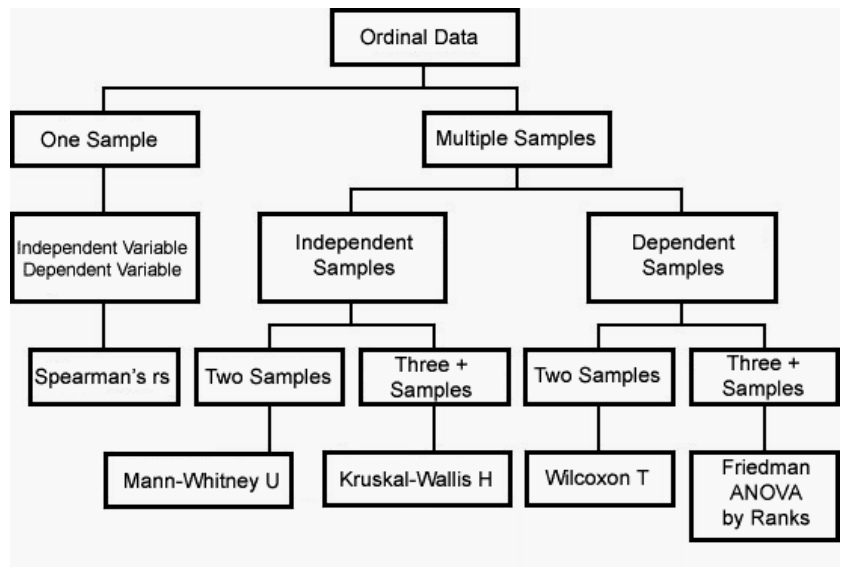 Ordinal Data
One Sample
Multiple Samples
Independent Variable
Dependent Variable
Independent
Samples
Dependent
Samples
Spearman's rs
Two Samples
Three +
Samples
Two Samples
Three +
Samples
Mann-Whitney U
Kruskal-Wallis H
Wilcoxon T
Friedman
ANOVA
by Ranks